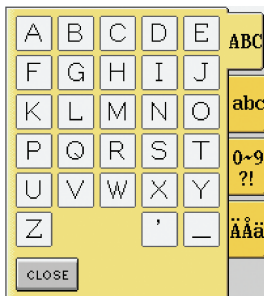 A B C D E
F G H I J
K L M N O
P Q R S T
U V W X Y
Z ' _
CLOSE
ABC
abc
0~9
?!
ÄÅä